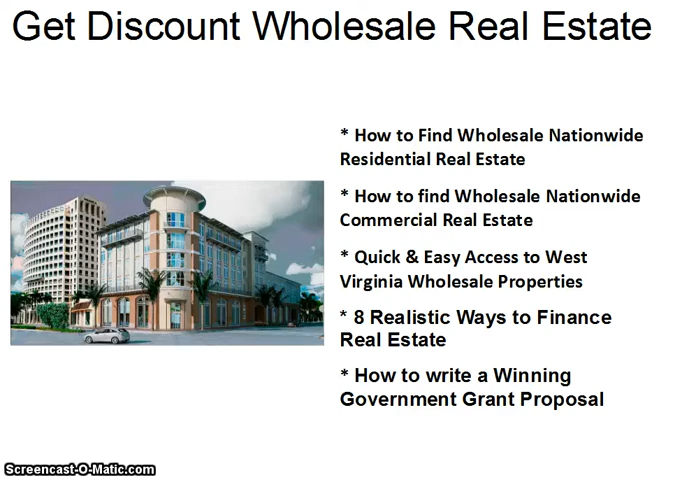 Get Discount Wholesale Real Estate
* How to Find Wholesale Nationwide
Residential Real Estate
* How to find Wholesale Nationwide
Commercial Real Estate
* Quick & Easy Access to West
Virginia Wholesale Properties
* 8 Realistic Ways to Finance
Real Estate
* How to write a Winning
Government Grant Proposal
Screencast-O-Matic.com